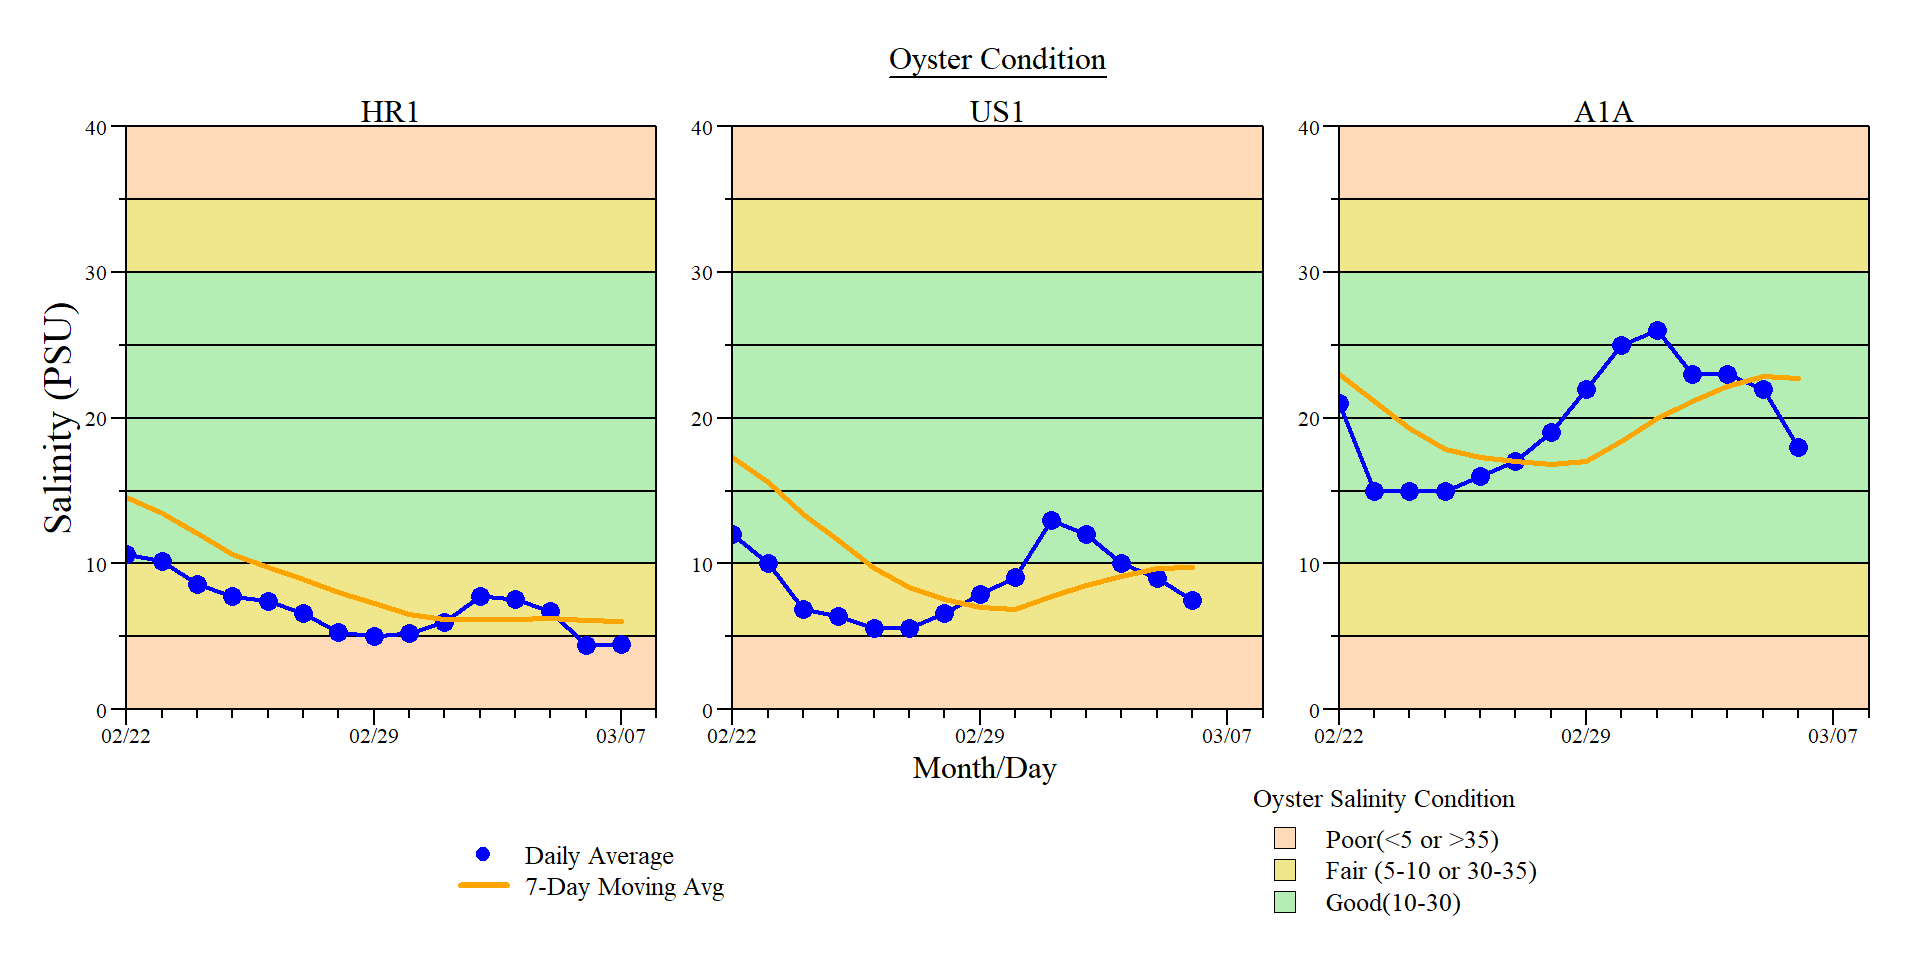 Oyster Condition
HR1
US1
A1A
Salinity (PSU)
40
30
20
10
0
02/22
02/29
03/07
40
30
20
10
0
02/22
02/29
03/07
40
30
20
10
0
02/22
02/29
03/07
Month/Day
Daily Average
7-Day Moving Avg
Oyster Salinity Condition
Poor(<5 or >35)
Fair (5-10 or 30-35)
Good(10-30)